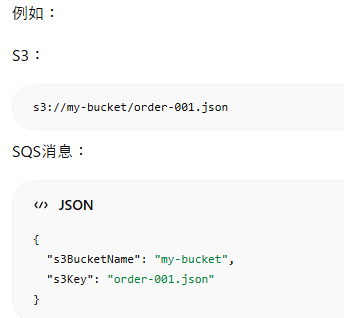 例如：
S3：
s3://my-bucket/order-001.json
SQS消息：
JSON
{
"s3BucketName": "my-bucket",
"s3Key": "order-001.json"
}